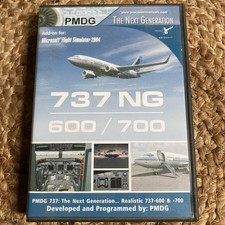 PMDG
THE NEXT GENERATION
Add-on for:
Microsoft Flight Simulator 2004
737 NG
600 / 700
PMDG 737: The Next Generation... Realistic 737-600 & -700
Developed and Programmed by: PMDG